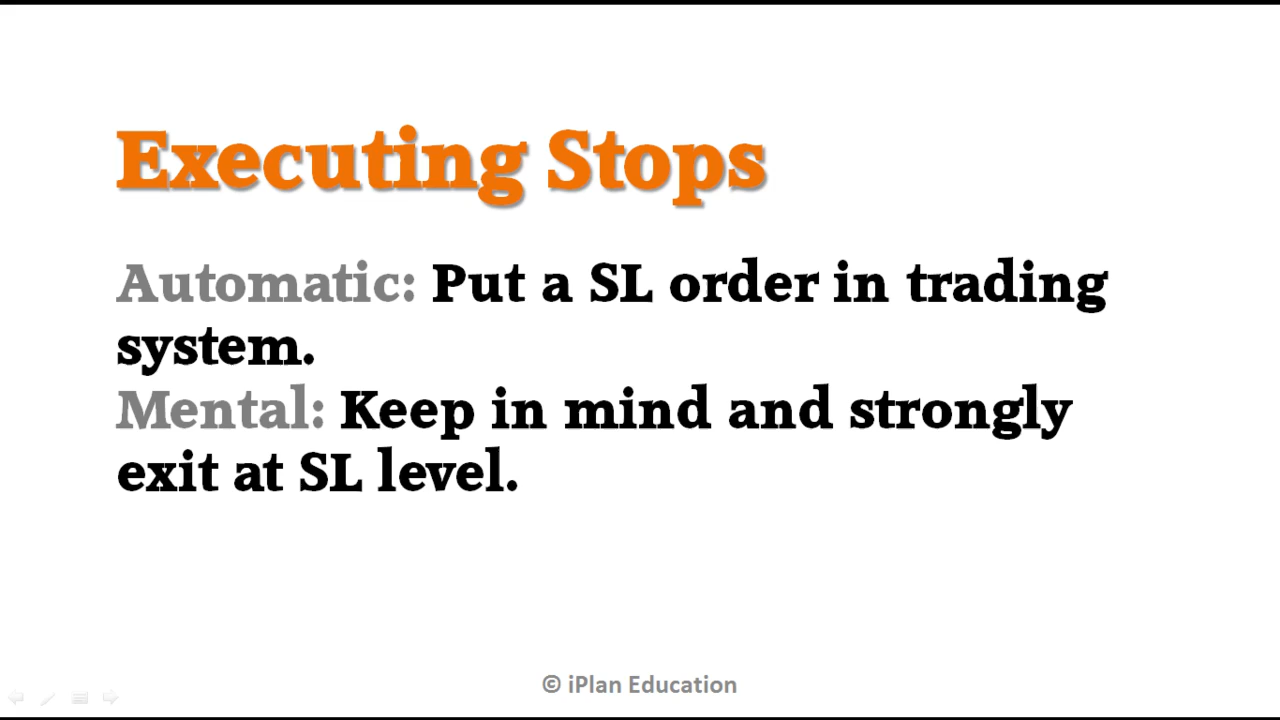 Executing Stops
Automatic: Put a SL order in trading
system.
Mental: Keep in mind and strongly
exit at SL level.
© iPlan Education